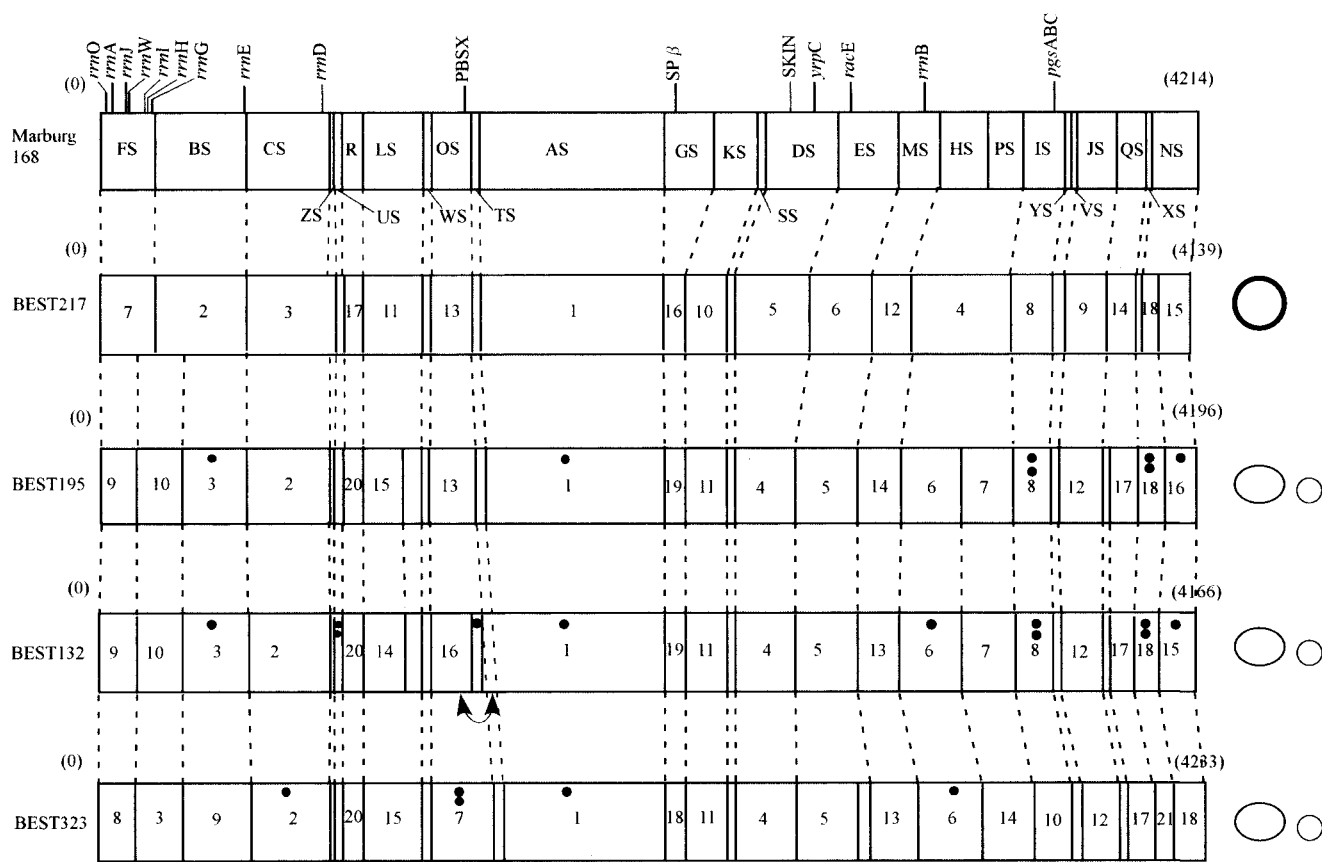 rrnO rrnA rrnJ rrnW rrnI rrnH rrnG rrnE rrnD PBSX SP β SKIN yrpC racE rrnB pgsABC
(0) (4214)
Marburg 168 FS BS CS R LS OS AS GS KS DS ES MS HS PS IS JS QS NS
ZS US WS TS SS YS VS XS
(0) (4139)
BEST217 7 2 3 17 11 13 1 16 10 5 6 12 4 8 9 14 18 15
(0) (4196)
BEST195 9 10 3 2 20 15 13 1 19 11 4 5 14 6 7 8 12 17 18 16
(0) (4166)
BEST132 9 10 3 2 20 14 16 1 19 11 4 5 13 6 7 8 12 17 18 15
(0) (4233)
BEST323 8 3 9 2 20 15 7 1 18 11 4 5 13 6 14 10 12 17 21 18